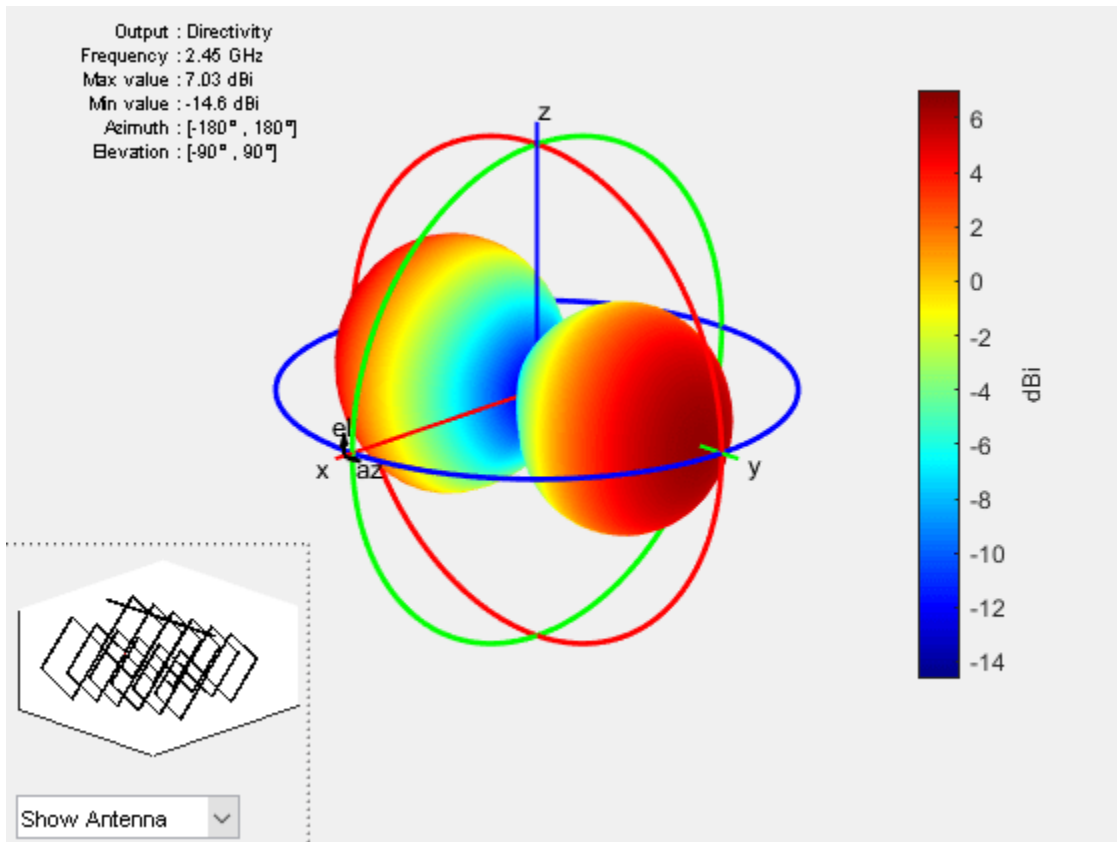 Output : Directivity
Frequency : 2.45 GHz
Max value : 7.03 dBi
Min value : -14.6 dBi
Azimuth : [-180° , 180°]
Elevation : [-90° , 90°]
z
el
x
az
y
6
4
2
0
-2
-4
-6
-8
-10
-12
-14
dBi
Show Antenna